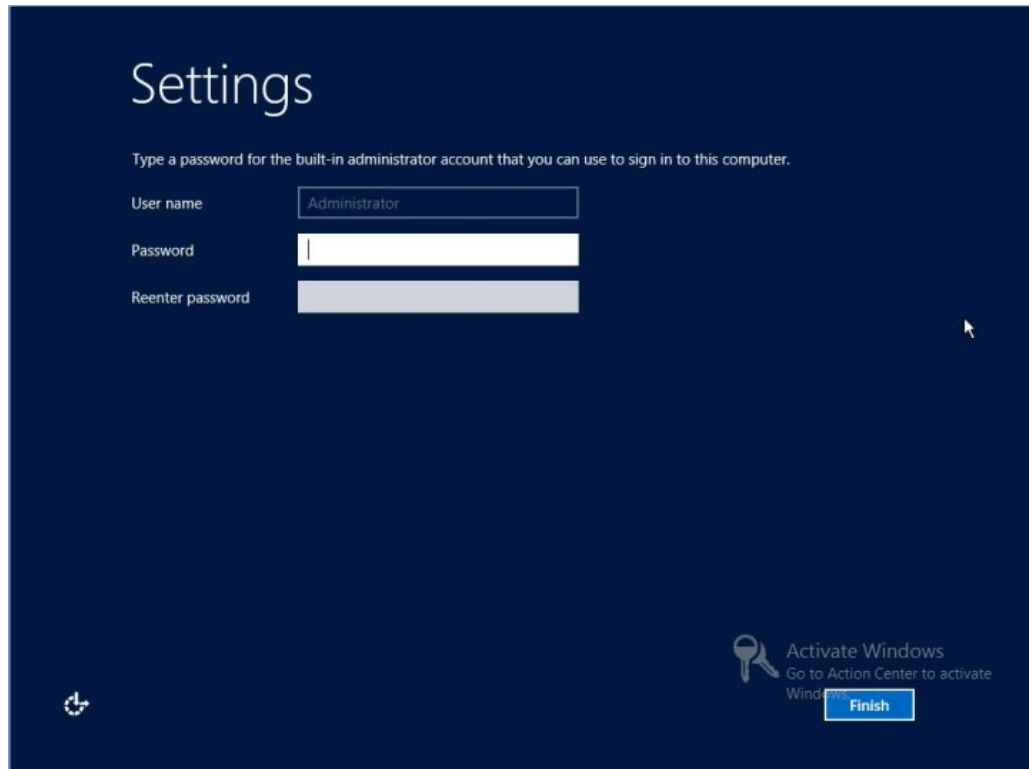 Settings
Type a password for the built-in administrator account that you can use to sign in to this computer.
User name
Administrator
Password
Reenter password
Activate Windows
Go to Action Center to activate
Windows.
Finish